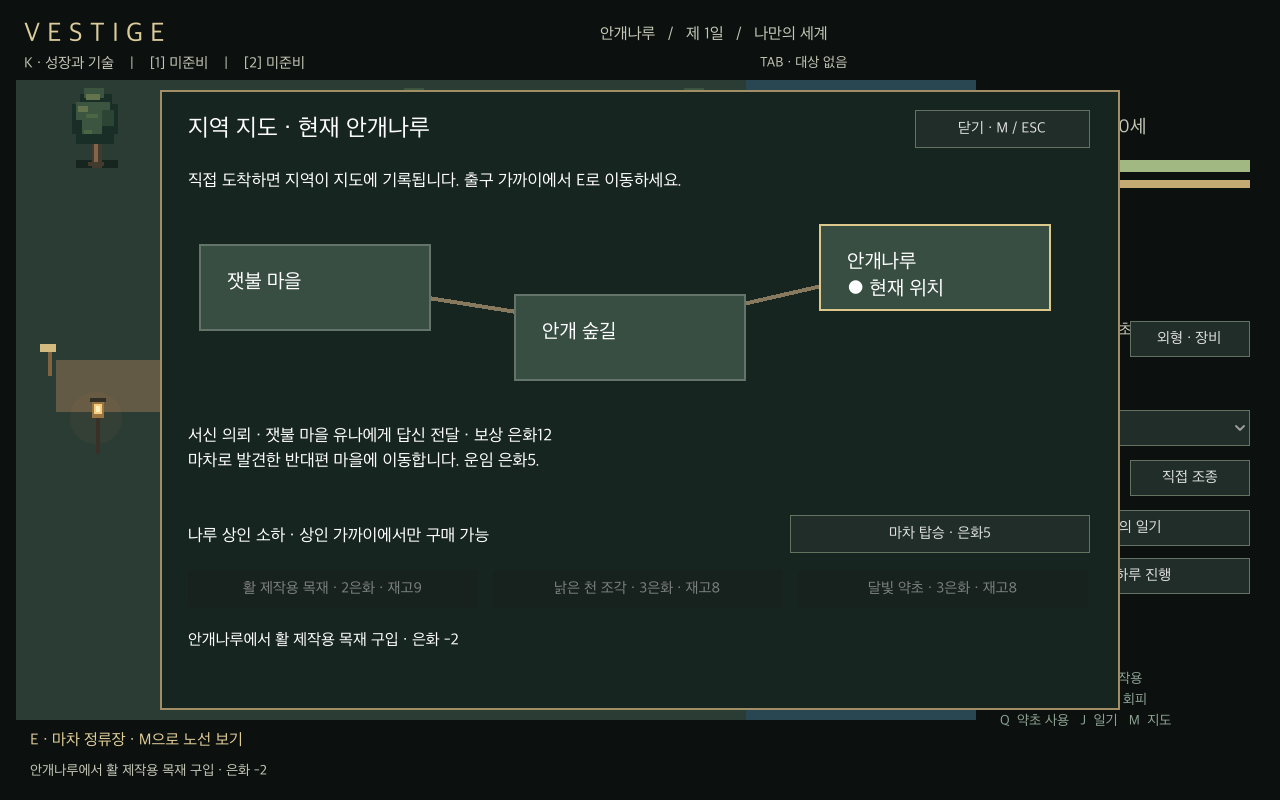 VESTIGE
안개나루 / 제 1일 / 나만의 세계
K · 성장과 기술 | [1] 미준비 | [2] 미준비
TAB · 대상 없음
지역 지도 · 현재 안개나루
닫기 · M / ESC
0세
직접 도착하면 지역이 지도에 기록됩니다. 출구 가까이에서 E로 이동하세요.
잿불 마을
안개 숲길
안개나루
● 현재 위치
초
외형 · 장비
서신 의뢰 · 잿불 마을 유나에게 답신 전달 · 보상 은화12
마차로 발견한 반대편 마을에 이동합니다. 운임 은화5.
직접 조종
나루 상인 소하 · 상인 가까이에서만 구매 가능
마차 탑승 · 은화5
의 일기
활 제작용 목재 · 2은화 · 재고9
낡은 천 조각 · 3은화 · 재고8
달빛 약초 · 3은화 · 재고8
하루 진행
안개나루에서 활 제작용 목재 구입 · 은화 -2
작용
회피
Q 약초 사용 J 일기 M 지도
E · 마차 정류장 · M으로 노선 보기
안개나루에서 활 제작용 목재 구입 · 은화 -2